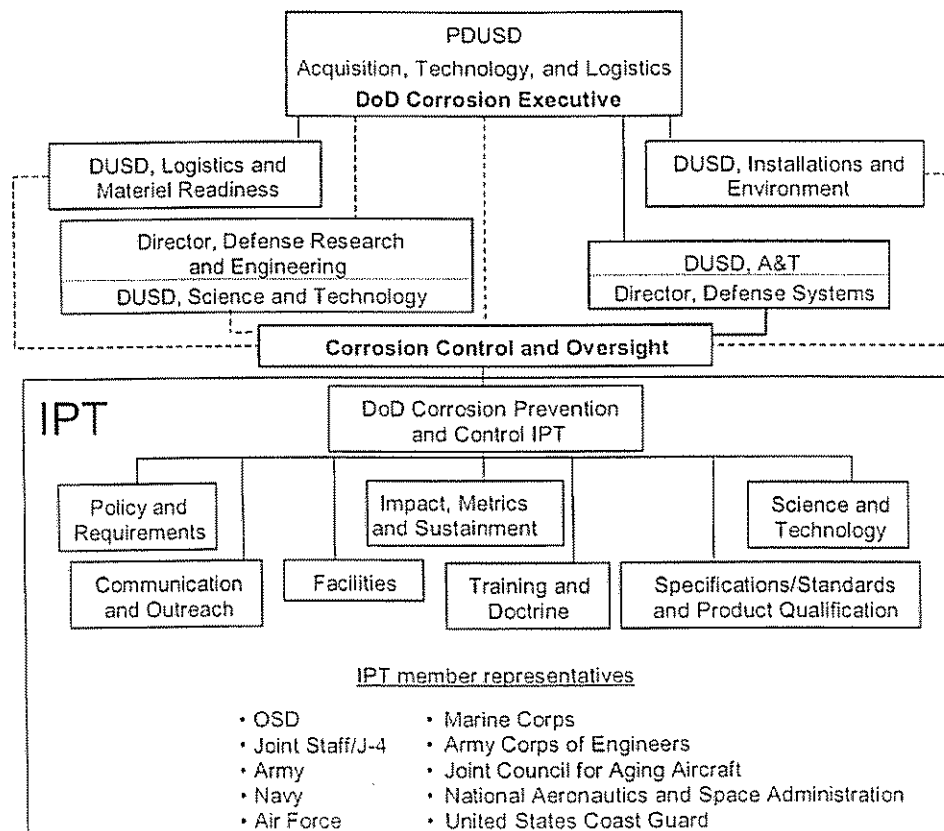 PDUSD
Acquisition, Technology, and Logistics
DoD Corrosion Executive
DUSD, Logistics and
Materiel Readiness
DUSD, Installations and
Environment
Director, Defense Research
and Engineering
DUSD, Science and Technology
DUSD, A&T
Director, Defense Systems
Corrosion Control and Oversight
IPT
DoD Corrosion Prevention
and Control IPT
Policy and
Requirements
Impact, Metrics
and Sustainment
Science and
Technology
Communication
and Outreach
Facilities
Training and
Doctrine
Specifications/Standards
and Product Qualification
IPT member representatives
• OSD
• Joint Staff/J-4
• Army
• Navy
• Air Force
• Marine Corps
• Army Corps of Engineers
• Joint Council for Aging Aircraft
• National Aeronautics and Space Administration
• United States Coast Guard